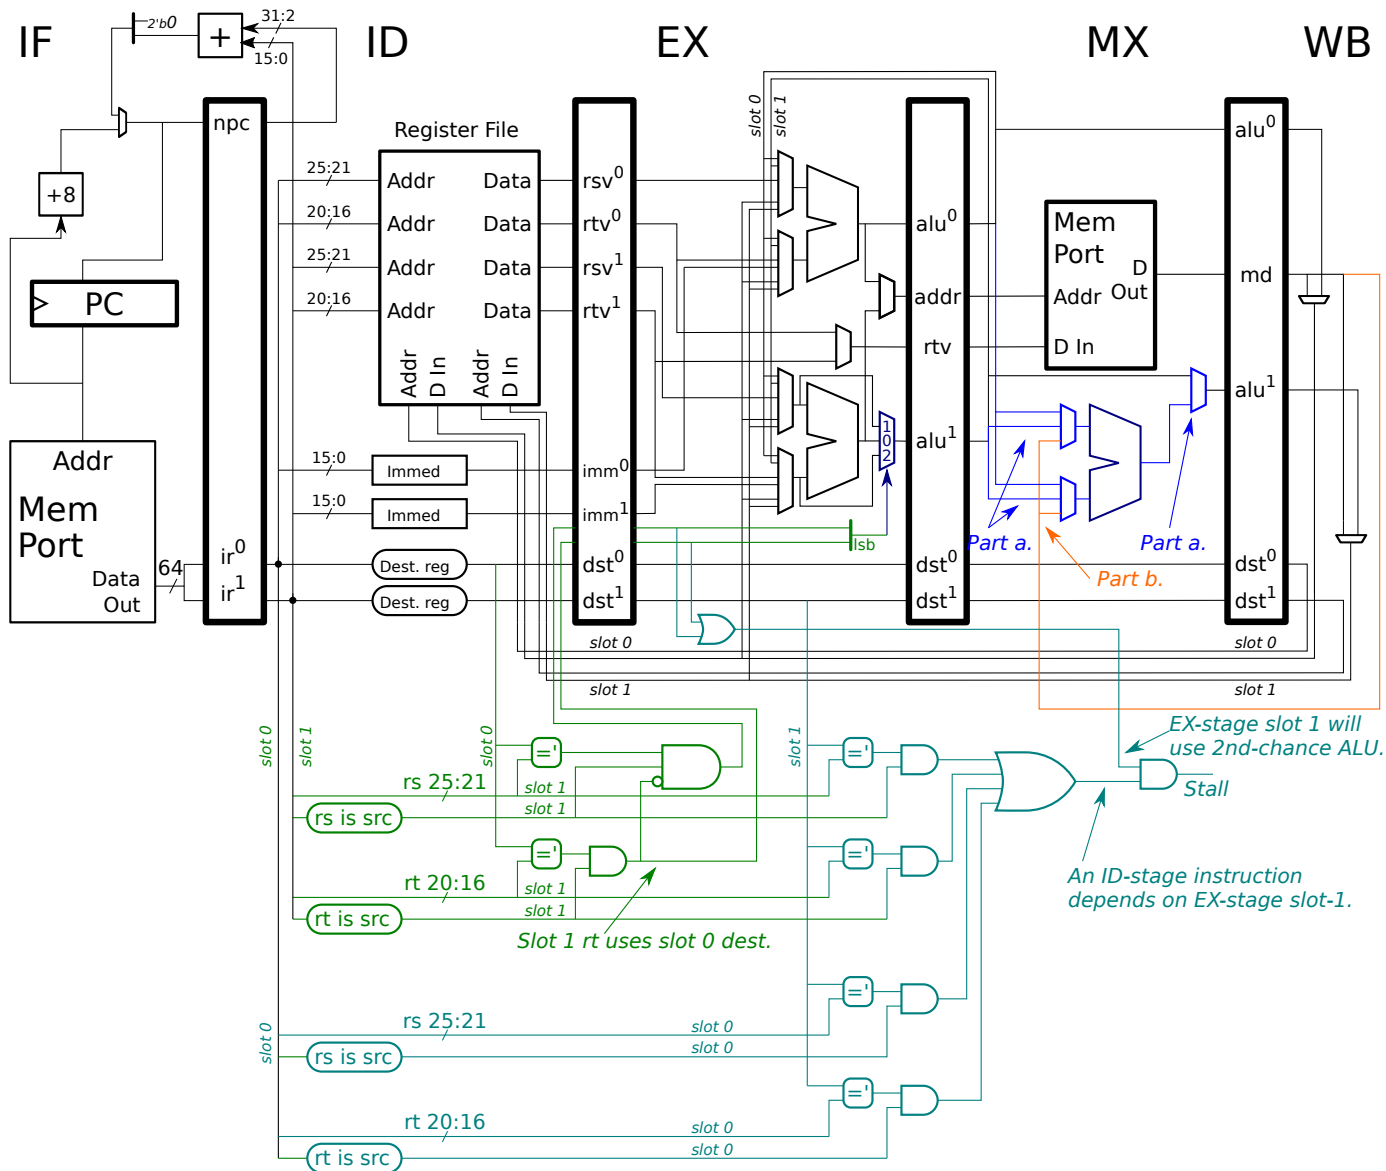 IF
ID
EX
MX
WB
2'b0
+
31:2
15:0
+8
PC
npc
Addr
Mem
Port
Data
Out
64
ir0
ir1
Register File
25:21
20:16
25:21
20:16
Addr
Addr
Addr
Addr
Data
Data
Data
Data
Addr
D In
Addr
D In
15:0
15:0
Immed
Immed
Dest. reg
Dest. reg
rsv0
rtv0
rsv1
rtv1
imm0
imm1
dst0
dst1
slot 0
slot 1
1
0
2
lsb
alu0
addr
rtv
alu1
dst0
dst1
Mem
Port
D
Out
Addr
D In
Part a.
Part a.
Part b.
alu0
md
alu1
dst0
dst1
slot 0
slot 0
slot 1
slot 1
slot 0
slot 1
slot 0
slot 1
EX-stage slot 1 will
use 2nd-chance ALU.
='
='
rs 25:21
slot 1
slot 1
rs is src
Stall
='
='
rt 20:16
slot 1
slot 1
rt is src
An ID-stage instruction
depends on EX-stage slot-1.
Slot 1 rt uses slot 0 dest.
='
slot 0
rs 25:21
slot 0
slot 0
rs is src
='
rt 20:16
slot 0
slot 0
rt is src